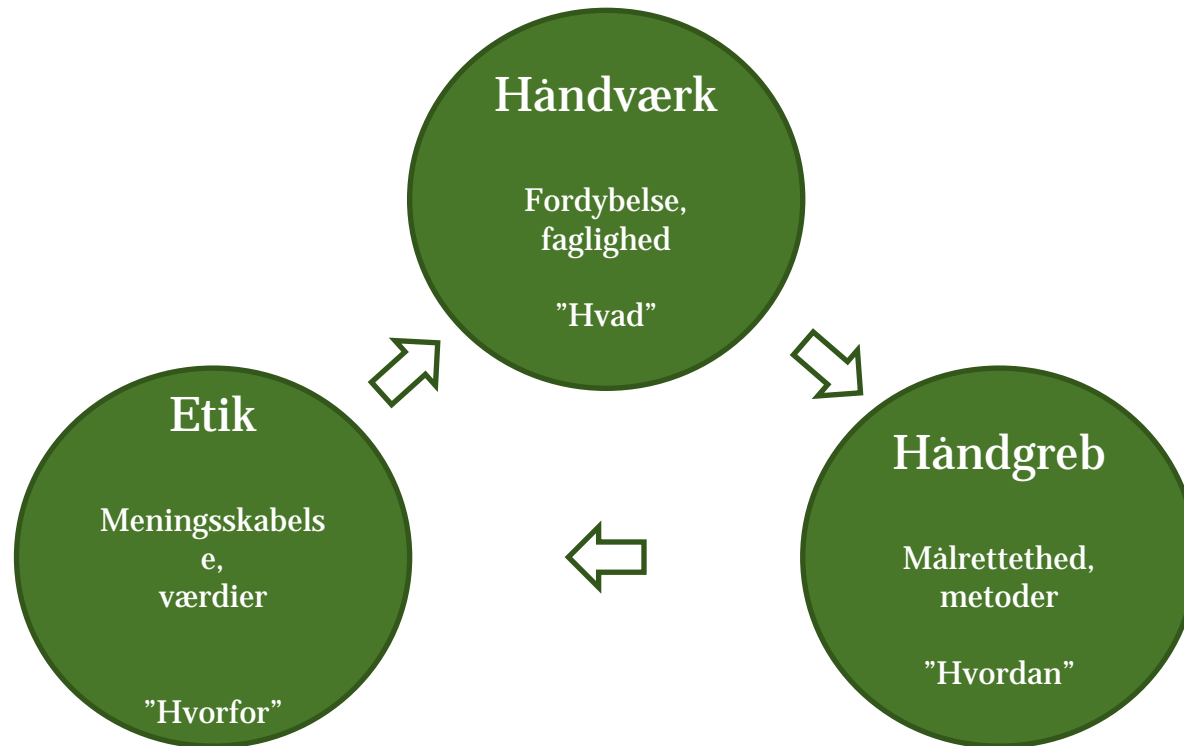 Håndværk
Fordybelse,
faglighed
”Hvad”
Etik
Meningsskabels
e,
værdier
”Hvorfor”
Håndgreb
Målrettethed,
metoder
”Hvordan”